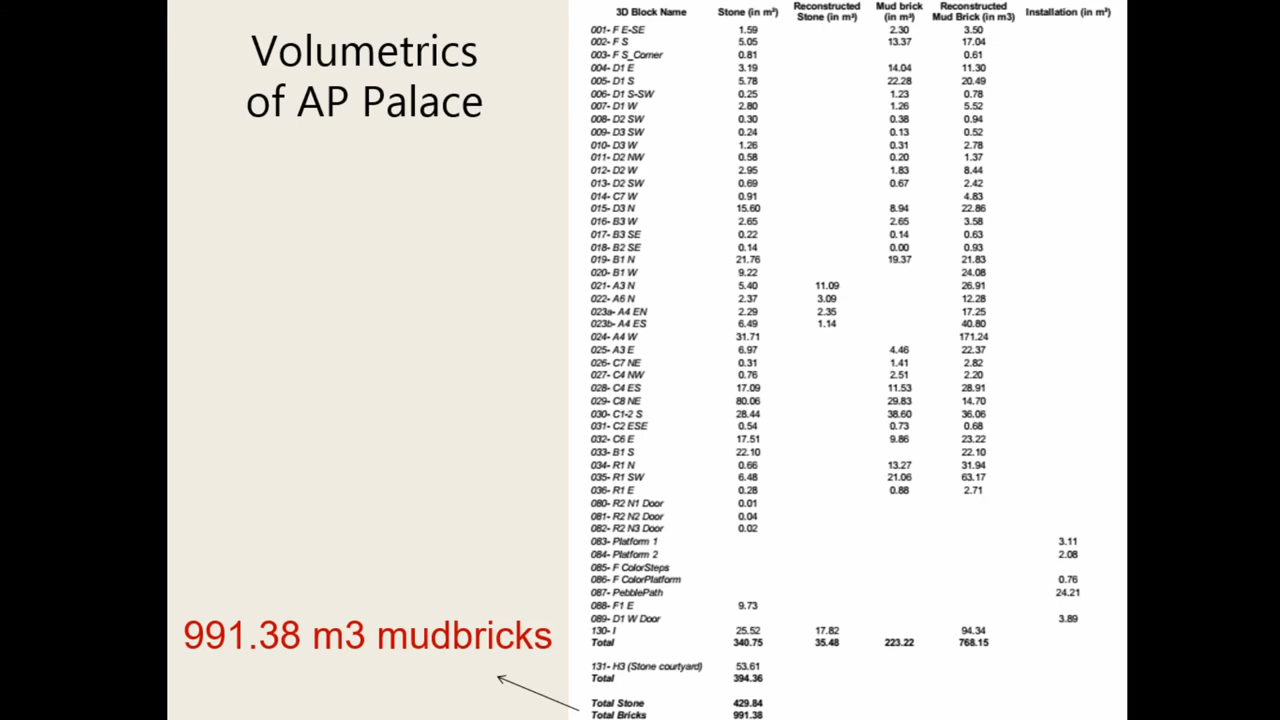 Volumetrics
of AP Palace
991.38 m3 mudbricks
3D Block Name Stone (in m³) Reconstructed Stone (in m³) Mud brick (in m³) Reconstructed Mud Brick (in m3) Installation (in m³)
001- F E-SE 1.59 2.30 3.50
002- F S 5.05 13.37 17.04
003- F S_Corner 0.81 0.61
004- D1 E 3.19 14.04 11.30
005- D1 S 5.78 22.28 20.49
006- D1 S-SW 0.25 1.23 0.78
007- D1 W 2.80 1.26 5.52
008- D2 SW 0.30 0.38 0.94
009- D3 SW 0.24 0.13 0.52
010- D3 W 1.26 0.31 2.78
011- D2 NW 0.58 0.20 1.37
012- D2 W 2.95 1.83 8.44
013- D2 SW 0.69 0.67 2.42
014- C7 W 0.91 4.83
015- D3 N 15.60 8.94 22.86
016- B3 W 2.65 2.65 3.58
017- B3 SE 0.22 0.14 0.63
018- B2 SE 0.14 0.00 0.93
019- B1 N 21.76 19.37 21.83
020- B1 W 9.22 24.08
021- A3 N 5.40 11.09 26.91
022- A6 N 2.37 3.09 12.28
023a- A4 EN 2.29 2.35 17.25
023b- A4 ES 6.49 1.14 40.80
024- A4 W 31.71 171.24
025- A3 E 6.97 4.46 22.37
026- C7 NE 0.31 1.41 2.82
027- C4 NW 0.76 2.51 2.20
028- C4 ES 17.09 11.53 28.91
029- C8 NE 80.06 29.83 14.70
030- C1-2 S 28.44 38.60 36.06
031- C2 ESE 0.54 0.73 0.68
032- C6 E 17.51 9.86 23.22
033- B1 S 22.10 22.10
034- R1 N 0.66 13.27 31.94
035- R1 SW 6.48 21.06 63.17
036- R1 E 0.28 0.88 2.71
080- R2 N1 Door 0.01
081- R2 N2 Door 0.04
082- R2 N3 Door 0.02
083- Platform 1 3.11
084- Platform 2 2.08
085- F ColorSteps
086- F ColorPlatform 0.76
087- PebblePath 24.21
088- F1 E 9.73
089- D1 W Door 3.89
130- I 25.52 17.82 94.34
Total 340.75 35.48 223.22 768.15
131- H3 (Stone courtyard) 53.61
Total 394.36
Total Stone 429.84
Total Bricks 991.38